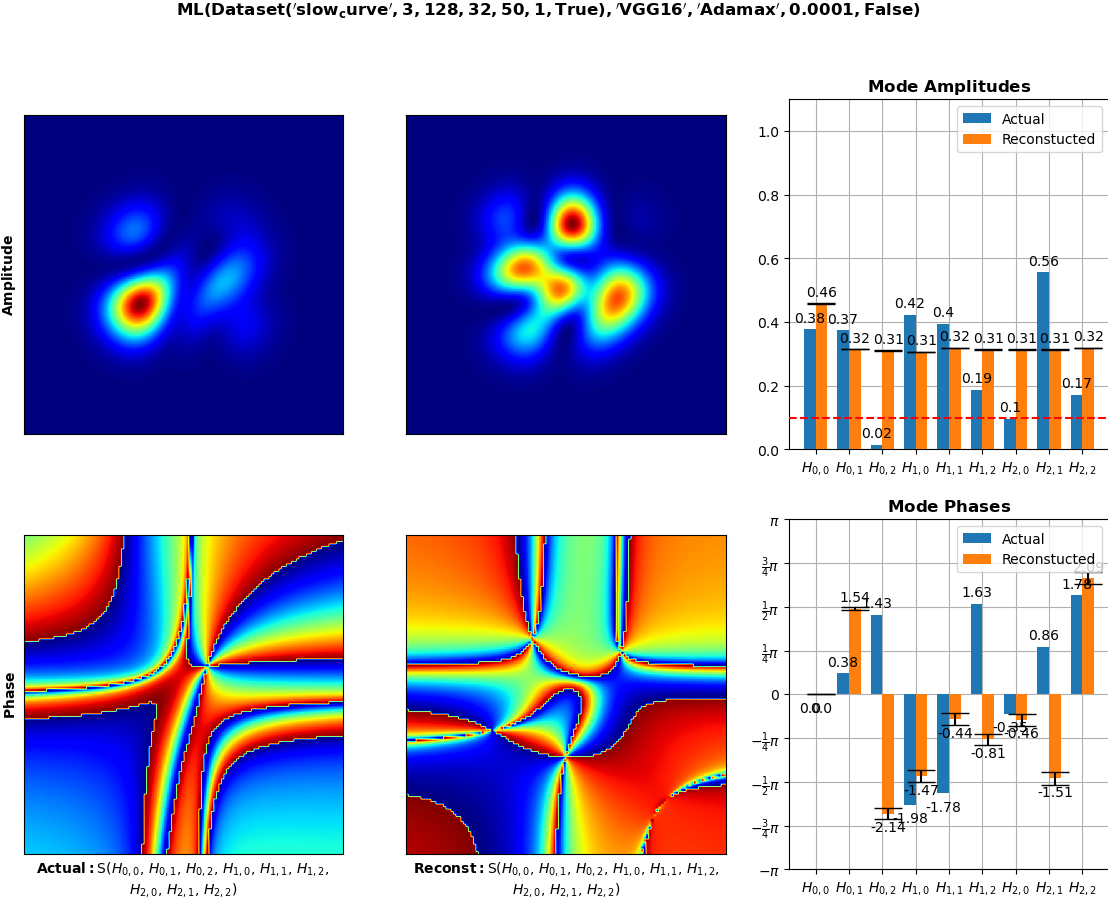 ML(Dataset('slow_curve', 3, 128, 32, 50, 1, True), 'VGG16', 'Adamax', 0.0001, False)
Amplitude
Mode Amplitudes
Actual
Reconstucted
1.0
0.8
0.6
0.4
0.2
0.0
0.38 0.46 0.37 0.32 0.02 0.31 0.42 0.31 0.4 0.32 0.19 0.31 0.1 0.31 0.56 0.31 0.17 0.32
H0,0 H0,1 H0,2 H1,0 H1,1 H1,2 H2,0 H2,1 H2,2
Phase
Mode Phases
Actual
Reconstucted
π
3/4π
1/2π
1/4π
0
−1/4π
−1/2π
−3/4π
−π
0.0 0.0 0.38 1.54 1.43 -2.14 -1.98 -1.47 -1.78 -0.44 1.63 -0.81 -0.35 -0.46 0.86 -1.51 1.78
H0,0 H0,1 H0,2 H1,0 H1,1 H1,2 H2,0 H2,1 H2,2
Actual: S(H0,0, H0,1, H0,2, H1,0, H1,1, H1,2,
H2,0, H2,1, H2,2)
Reconst: S(H0,0, H0,1, H0,2, H1,0, H1,1, H1,2,
H2,0, H2,1, H2,2)